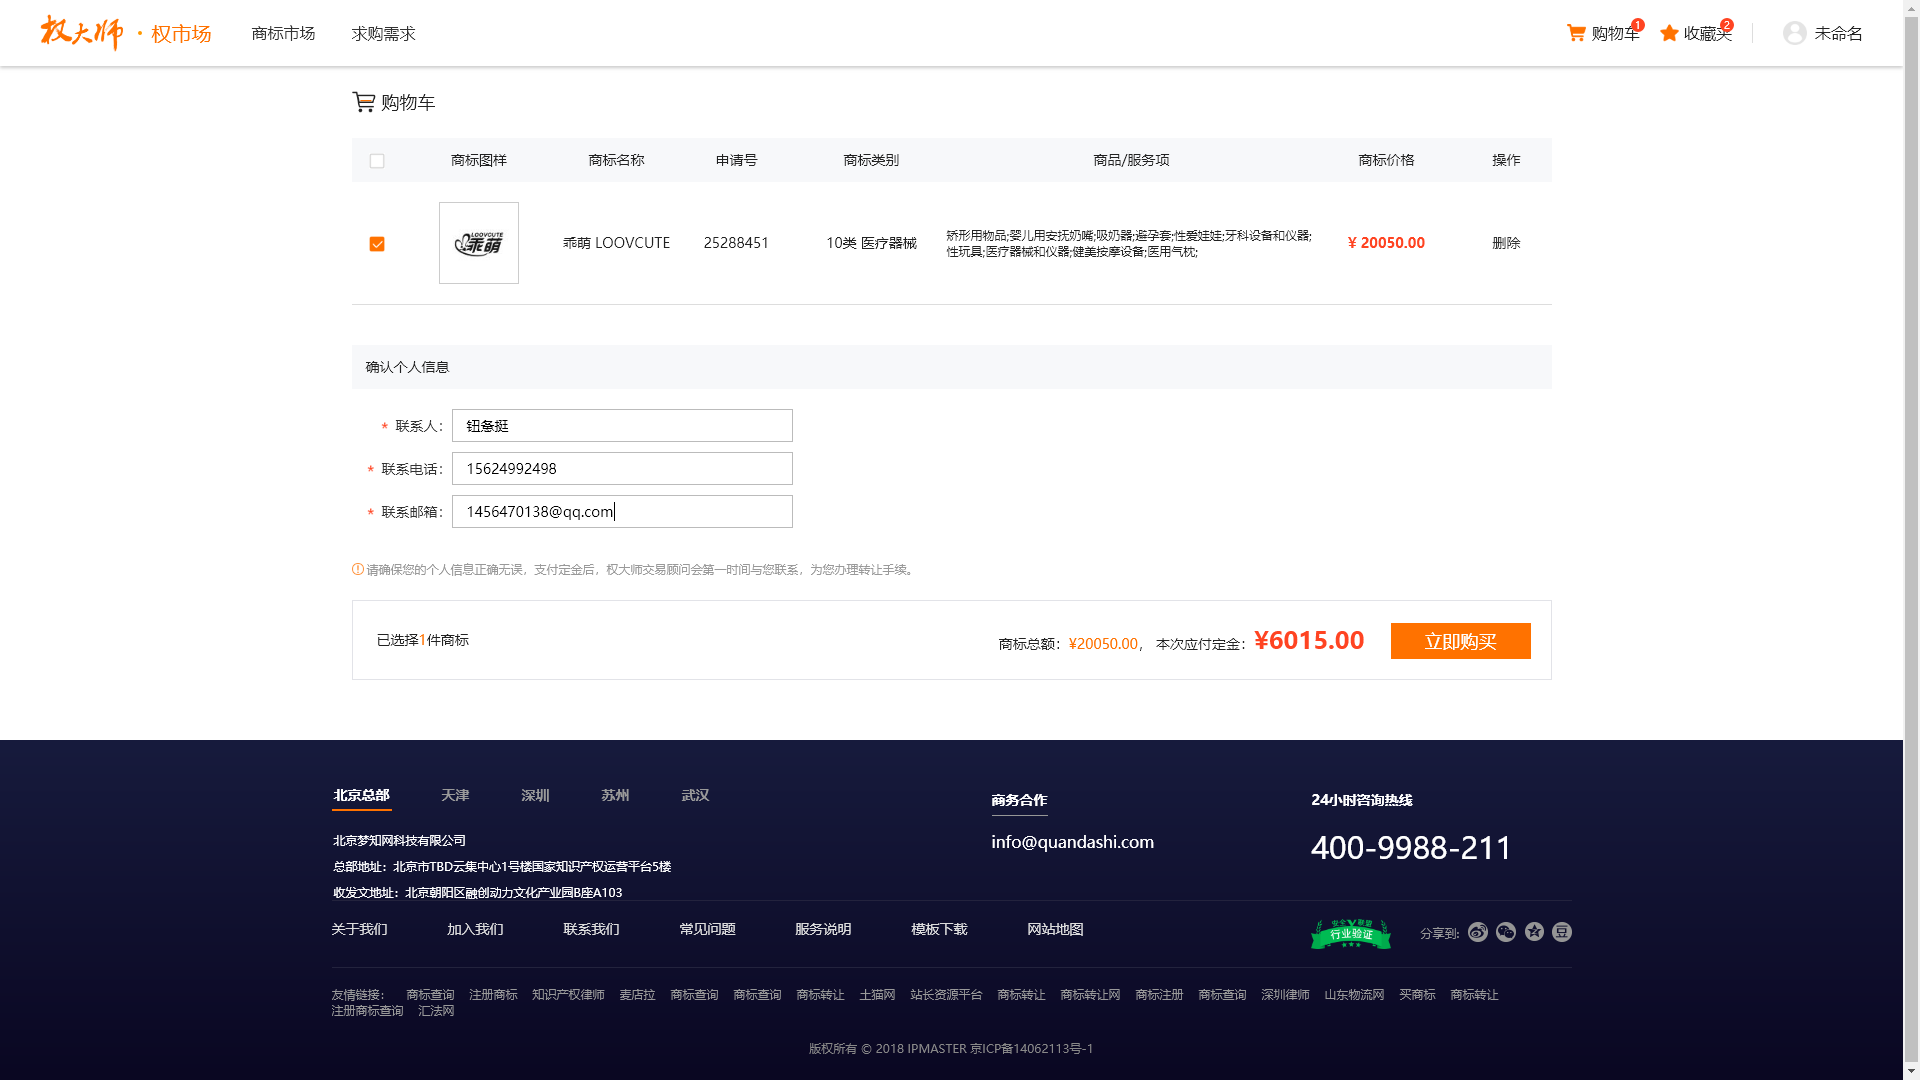 权大师 · 权市场 商标市场 求购需求 购物车 1 收藏夹 2 未命名
购物车
商标图样 商标名称 申请号 商标类别 商品/服务项 商标价格 操作
LOOVCUTE
乖萌
乖萌 LOOVCUTE 25288451 10类 医疗器械 矫形用物品;婴儿用安抚奶嘴;吸奶器;避孕套;性爱娃娃;牙科设备和仪器;
性玩具;医疗器械和仪器;健美按摩设备;医用气枕; ¥ 20050.00 删除
确认个人信息
* 联系人： 钮惫挺
* 联系电话： 15624992498
* 联系邮箱： 1456470138@qq.com
请确保您的个人信息正确无误，支付定金后，权大师交易顾问会第一时间与您联系，为您办理转让手续。
已选择1件商标 商标总额：¥20050.00， 本次应付定金：¥6015.00 立即购买
北京总部 天津 深圳 苏州 武汉
北京梦知网科技有限公司
总部地址：北京市TBD云集中心1号楼国家知识产权运营平台5楼
收发文地址：北京朝阳区融创动力文化产业园B座A103
商务合作
info@quandashi.com
24小时咨询热线
400-9988-211
关于我们 加入我们 联系我们 常见问题 服务说明 模板下载 网站地图
安全V联盟
行业验证
分享到:
友情链接： 商标查询 注册商标 知识产权律师 麦店拉 商标查询 商标查询 商标转让 土猫网 站长资源平台 商标转让 商标转让网 商标注册 商标查询 深圳律师 山东物流网 买商标 商标转让
注册商标查询 汇法网
版权所有 © 2018 IPMASTER 京ICP备14062113号-1